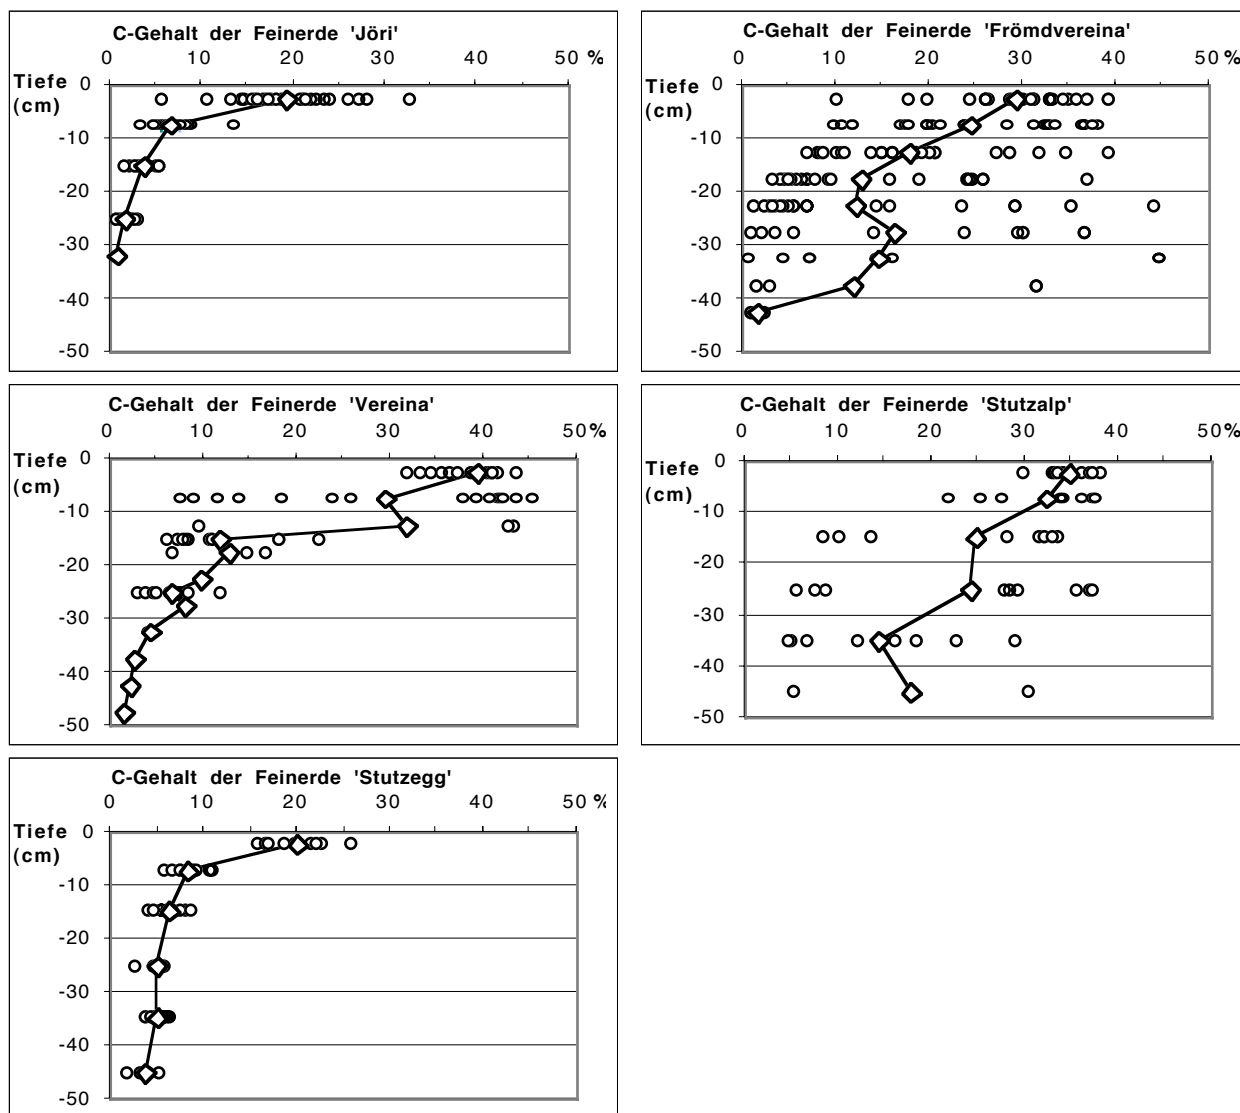 C-Gehalt der Feinerde 'Jöri'
0 10 20 30 40 50 %
Tiefe
(cm)
0
-10
-20
-30
-40
-50
C-Gehalt der Feinerde 'Frömdvereina'
0 10 20 30 40 50 %
Tiefe
(cm)
0
-10
-20
-30
-40
-50
C-Gehalt der Feinerde 'Vereina'
0 10 20 30 40 50%
Tiefe
(cm)
0
-10
-20
-30
-40
-50
C-Gehalt der Feinerde 'Stutzalp'
0 10 20 30 40 50%
Tiefe
(cm)
0
-10
-20
-30
-40
-50
C-Gehalt der Feinerde 'Stutzegg'
0 10 20 30 40 50 %
Tiefe
(cm)
0
-10
-20
-30
-40
-50